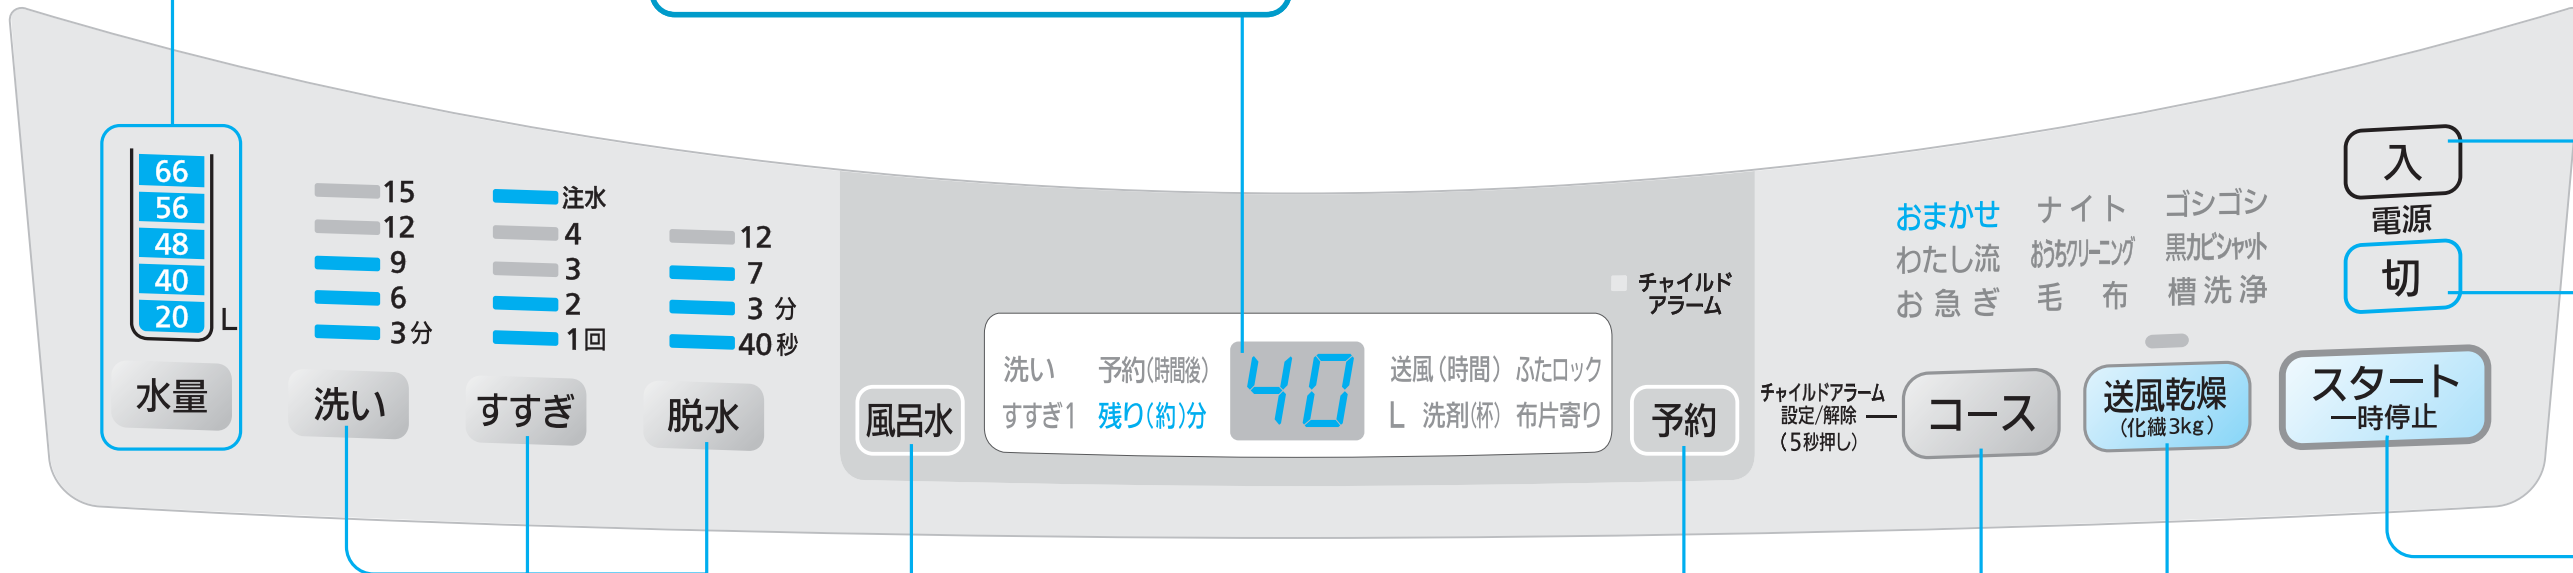 66
56
48
40
20 L
水量
15
12
9
6
3分
洗い
注水
4
3
2
1回
すすぎ
12
7
3 分
40秒
脱水
風呂水
洗い 予約(時間後)
すすぎ1 残り(約)分
40
送風(時間) ふたロック
L 洗剤(杯) 布片寄り
チャイルド
アラーム
予約
チャイルドアラーム
設定/解除
(5秒押し)
おまかせ ナイト ゴシゴシ
わたし流 おうちクリーニング 黒カビシャット
お急ぎ 毛 布 槽洗浄
コース
送風乾燥
(化繊3kg)
入
電源
切
スタート
一時停止